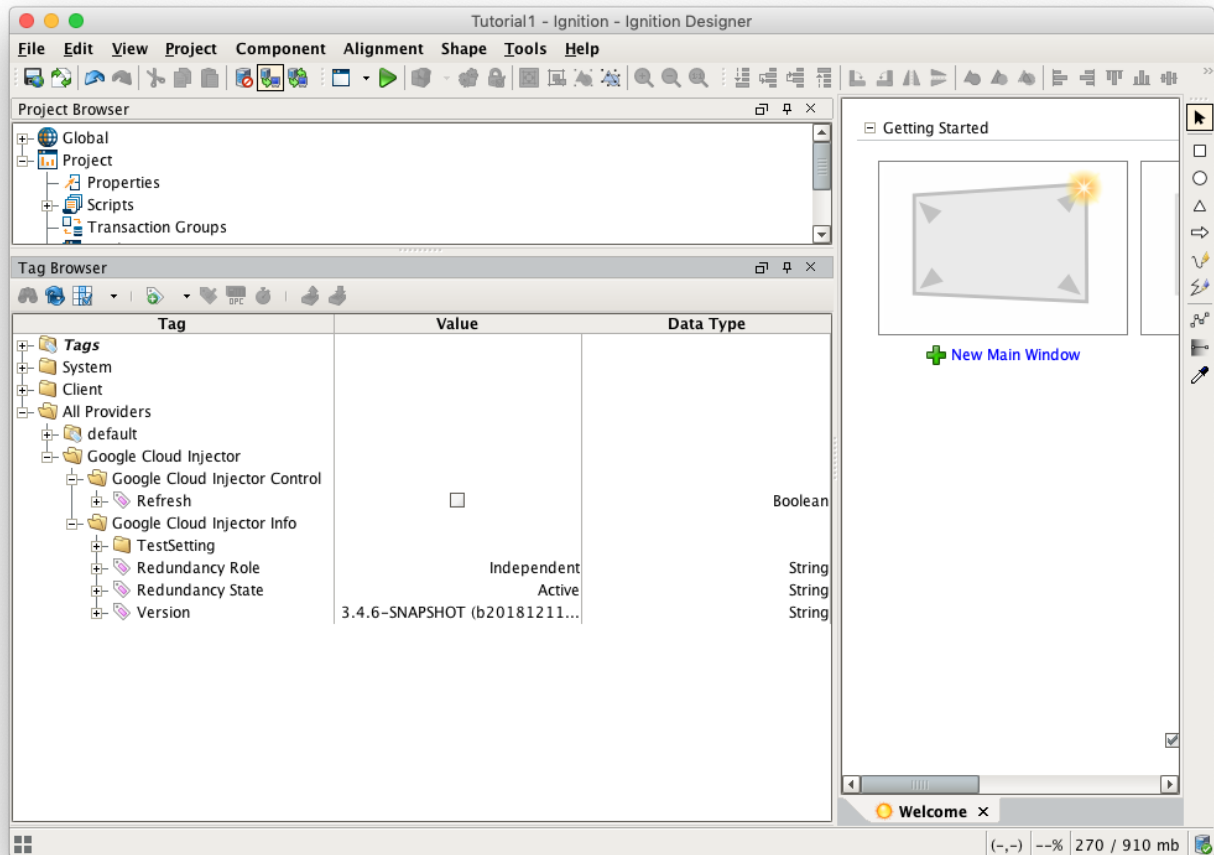 Tutorial1 - Ignition - Ignition Designer
File Edit View Project Component Alignment Shape Tools Help
Project Browser
Global
Project
Properties
Scripts
Transaction Groups
Tag Browser
OPC
Tag Value Data Type
Tags
System
Client
All Providers
default
Google Cloud Injector
Google Cloud Injector Control
Refresh Boolean
Google Cloud Injector Info
TestSetting
Redundancy Role Independent String
Redundancy State Active String
Version 3.4.6-SNAPSHOT (b20181211... String
Getting Started
New Main Window
Welcome
(-,-) --% 270 / 910 mb